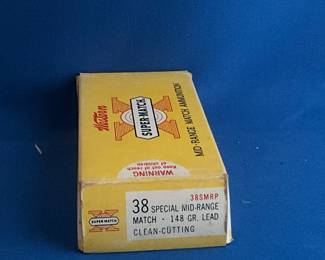 Western
X
SUPER-MATCH
MID-RANGE MATCH AMMUNITION
WARNING
Keep out of reach
of children
38SMRP
38 SPECIAL MID-RANGE
MATCH · 148 GR. LEAD
CLEAN-CUTTING
X
SUPER-MATCH